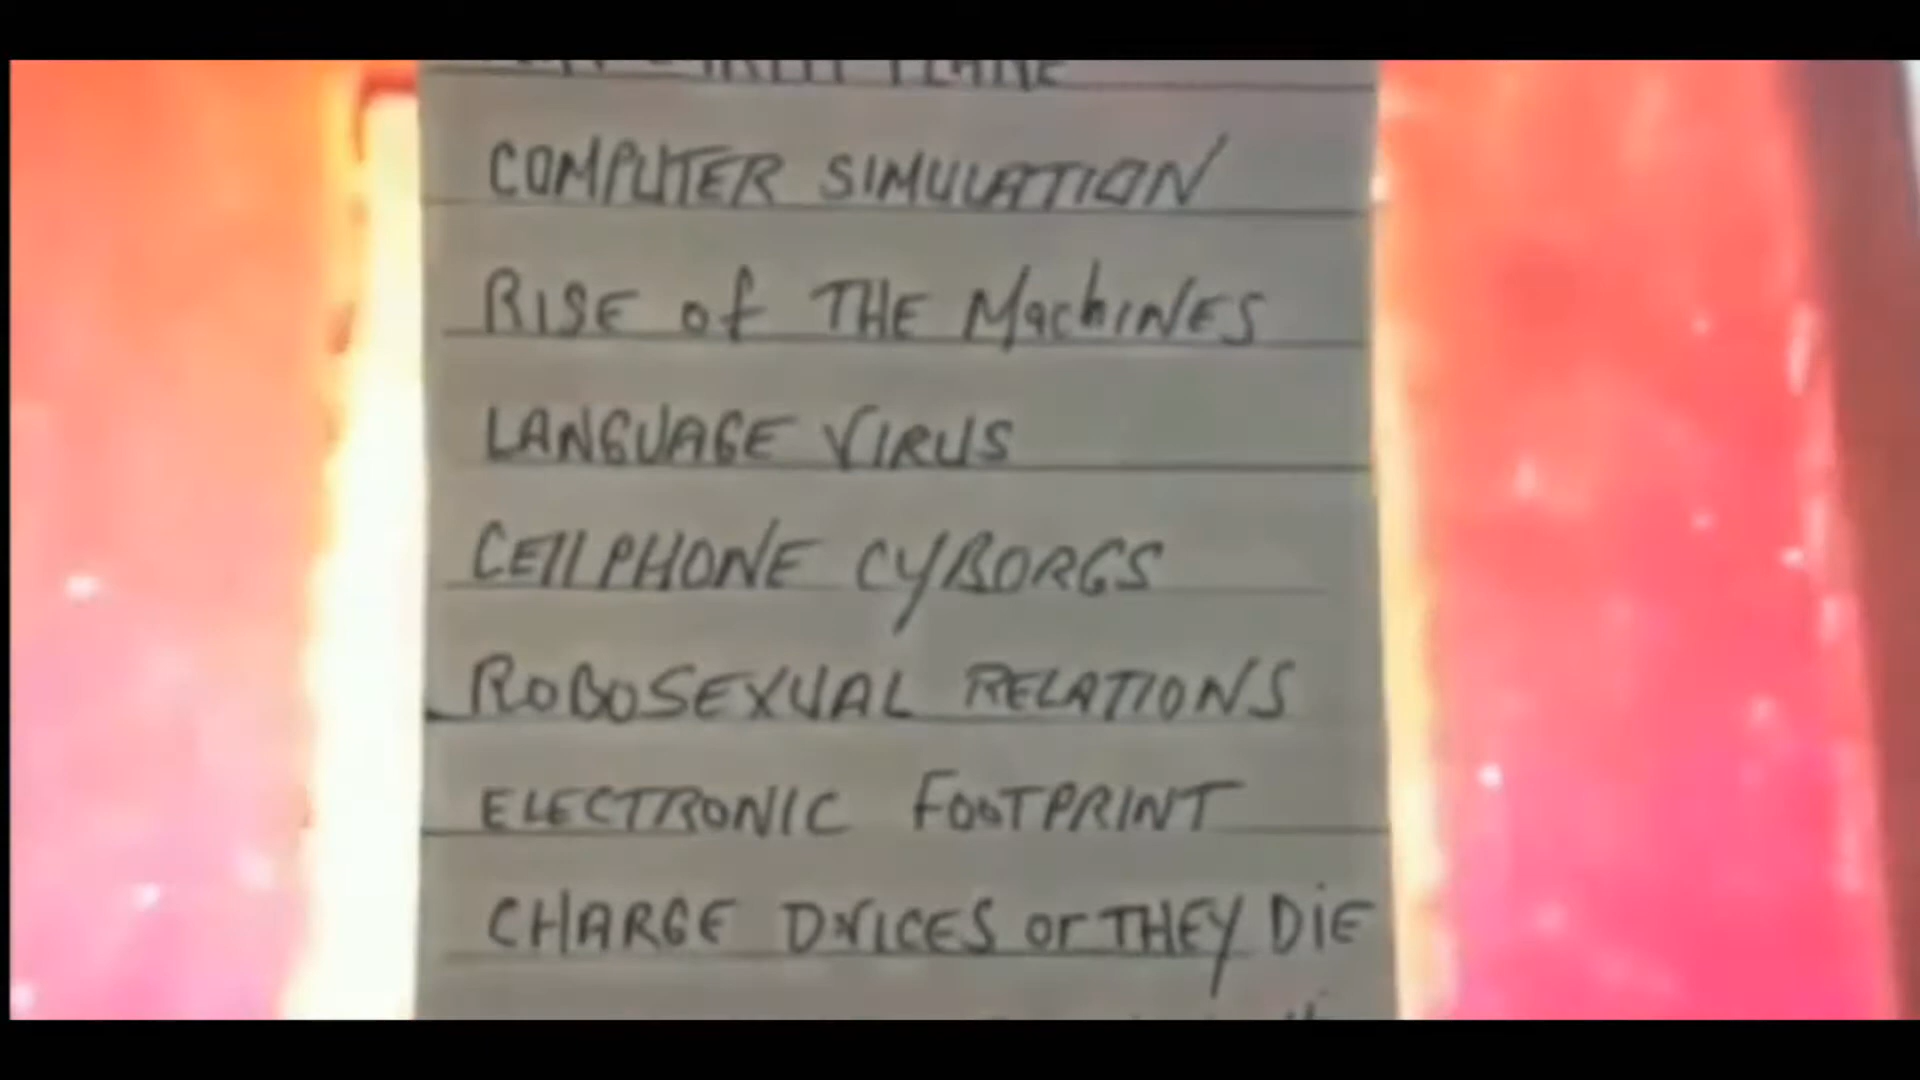 COMPUTER SIMULATION
RISE of THE MachINES
LANGUAGE VIRUS
CEllPHONE CYBORGS
ROBOSEXUAL RELATIONS
ELECTRONIC FOOTPRINT
CHARGE DVICES or THEY DiE